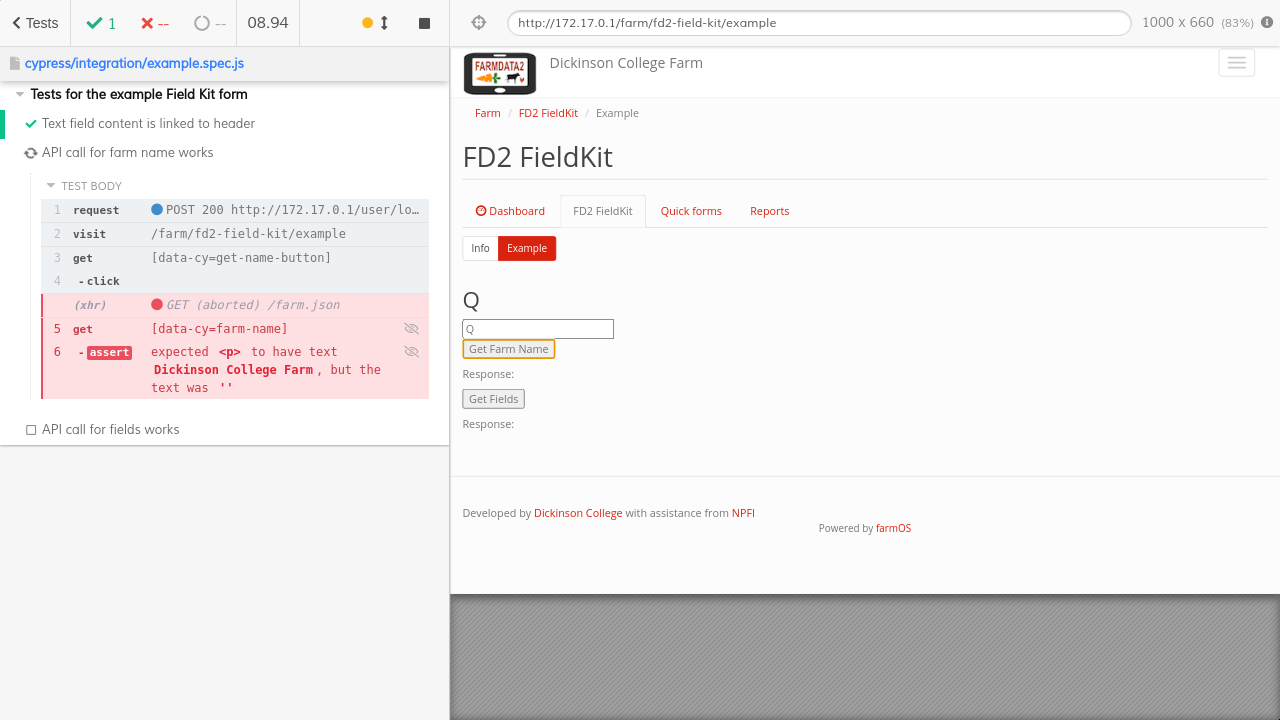 Tests
1
--
--
08.94
cypress/integration/example.spec.js
Tests for the example Field Kit form
Text field content is linked to header
API call for farm name works
TEST BODY
1 request POST 200 http://172.17.0.1/user/lo…
2 visit /farm/fd2-field-kit/example
3 get [data-cy=get-name-button]
4 -click
(xhr) GET (aborted) /farm.json
5 get [data-cy=farm-name]
6 -assert expected <p> to have text
Dickinson College Farm, but the
text was ''
API call for fields works
http://172.17.0.1/farm/fd2-field-kit/example
1000 x 660 (83%)
FARMDATA2
Dickinson College Farm
Farm / FD2 FieldKit / Example
FD2 FieldKit
Dashboard
FD2 FieldKit
Quick forms
Reports
Info
Example
Q
Q
Get Farm Name
Response:
Get Fields
Response:
Developed by Dickinson College with assistance from NPFI
Powered by farmOS